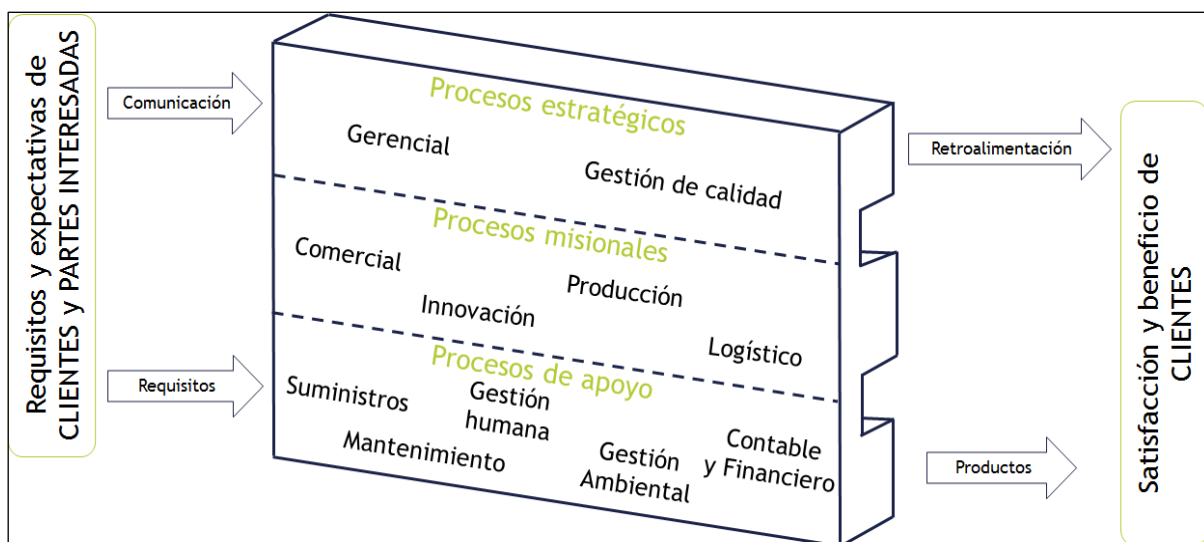 Requisitos y expectativas de
CLIENTES y PARTES INTERESADAS
Comunicación
Requisitos
Procesos estratégicos
Gerencial
Gestión de calidad
Procesos misionales
Comercial
Producción
Innovación
Logístico
Procesos de apoyo
Suministros
Gestión
humana
Contable
y Financiero
Mantenimiento
Gestión
Ambiental
Retroalimentación
Productos
Satisfacción y beneficio de
CLIENTES